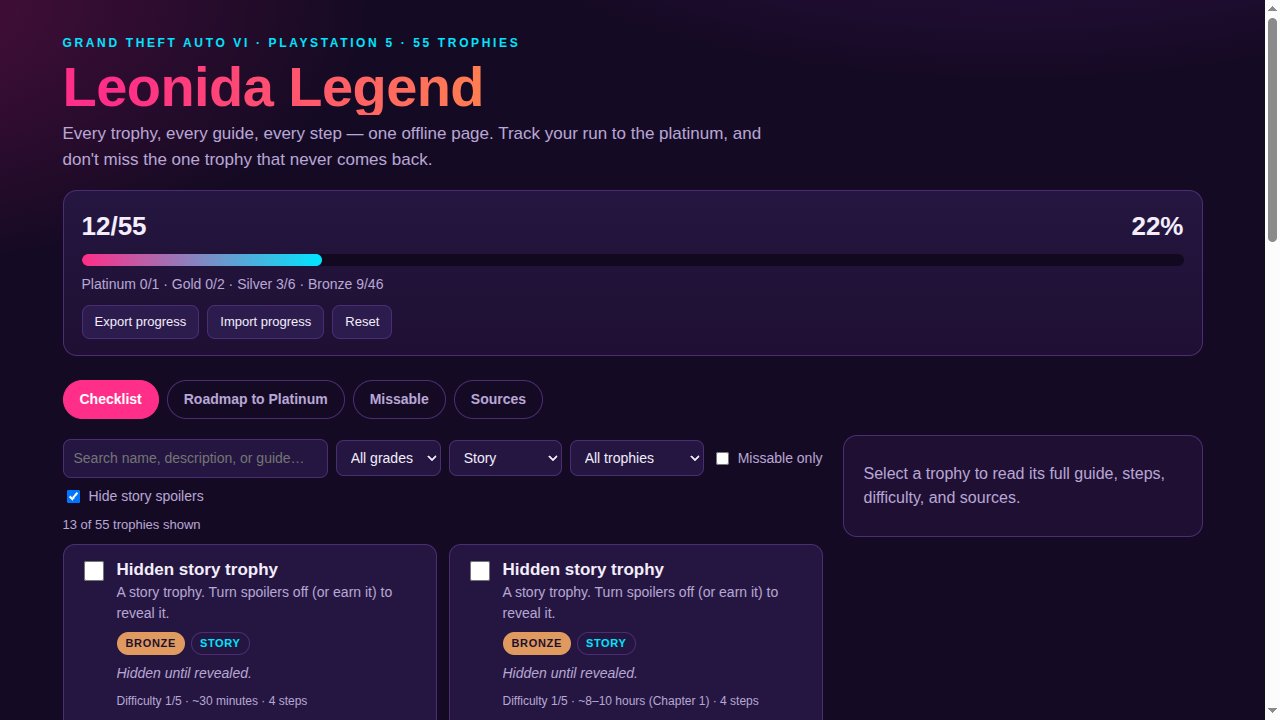 GRAND THEFT AUTO VI · PLAYSTATION 5 · 55 TROPHIES
Leonida Legend
Every trophy, every guide, every step — one offline page. Track your run to the platinum, and
don't miss the one trophy that never comes back.
12/55
22%
Platinum 0/1 · Gold 0/2 · Silver 3/6 · Bronze 9/46
Export progress
Import progress
Reset
Checklist
Roadmap to Platinum
Missable
Sources
Search name, description, or guide…
All grades
Story
All trophies
Missable only
Hide story spoilers
13 of 55 trophies shown
Select a trophy to read its full guide, steps,
difficulty, and sources.
Hidden story trophy
A story trophy. Turn spoilers off (or earn it) to
reveal it.
BRONZE
STORY
Hidden until revealed.
Difficulty 1/5 · ~30 minutes · 4 steps
Hidden story trophy
A story trophy. Turn spoilers off (or earn it) to
reveal it.
BRONZE
STORY
Hidden until revealed.
Difficulty 1/5 · ~8–10 hours (Chapter 1) · 4 steps